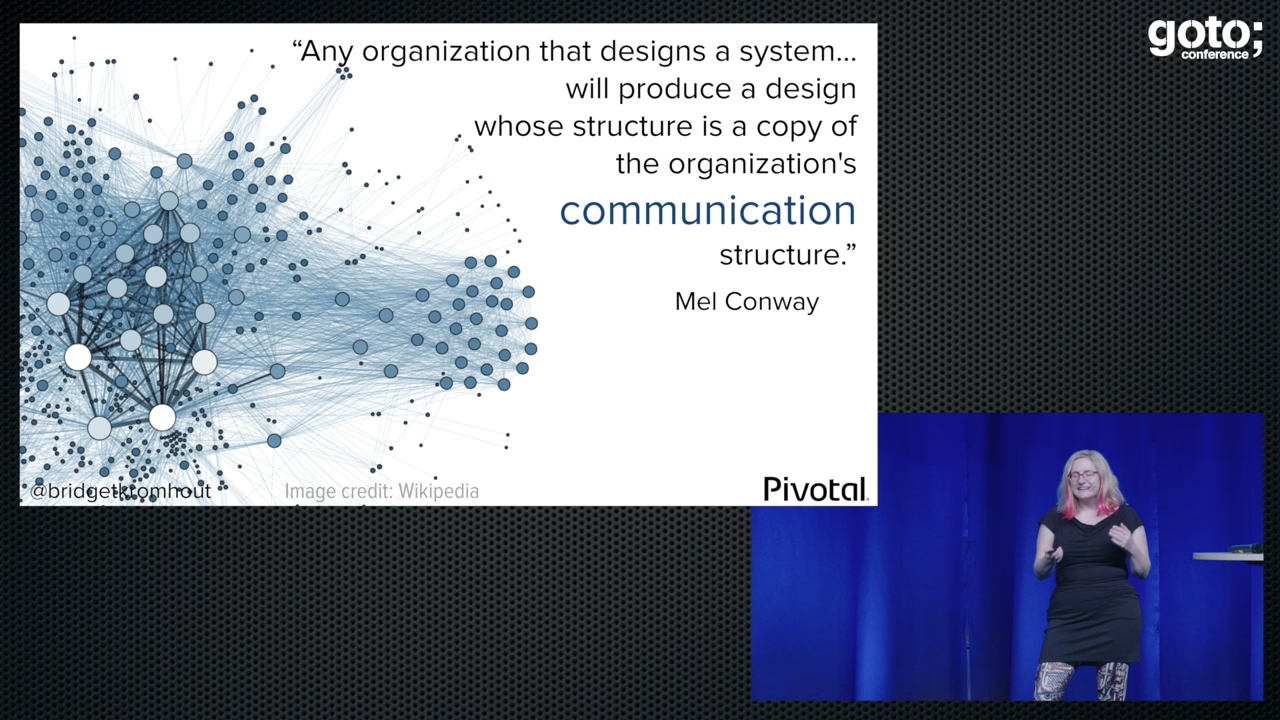 “Any organization that designs a system...
will produce a design
whose structure is a copy of
the organization's
communication
structure.”
Mel Conway
@bridgetkromhout
Image credit: Wikipedia
Pivotal
goto;
conference